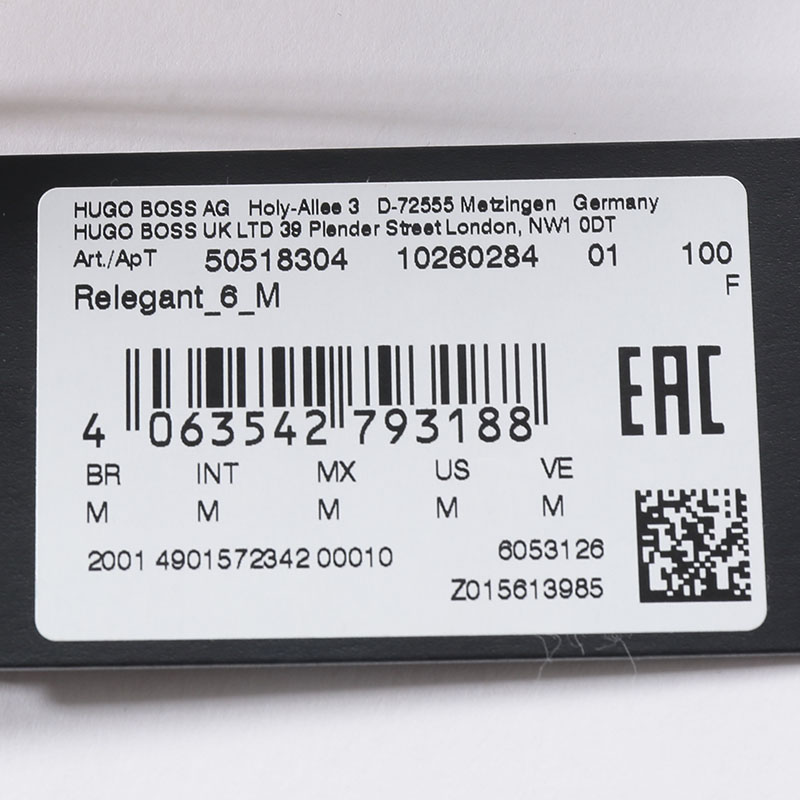 HUGO BOSS AG Holy-Allee 3 D-72555 Metzingen Germany
HUGO BOSS UK LTD 39 Plender Street London, NW1 0DT
Art./АрТ 50518304 10260284 01 100
F
Relegant_6_M
EAC
4 063542 793188
BR INT MX US VE
M M M M M
2001 4901572342 00010 6053126
Z015613985